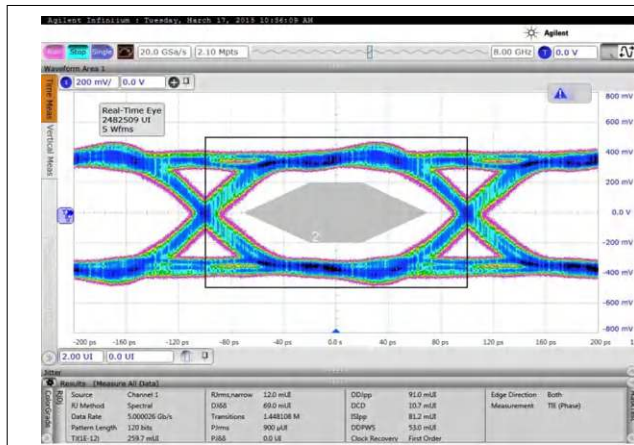 Agilent Infiniium : Tuesday, March 17, 2015 10:56:09 AM
Agilent
Run Stop Single 20.0 GSa/s 2.10 Mpts 8.00 GHz T 0.0 V
Waveform Area 1
1 200 mV/ 0.0 V
Time Meas
Vertical Meas
Real-Time Eye
2482509 UI
5 Wfms
800 mV
600 mV
400 mV
200 mV
0.0 V
-200 mV
-400 mV
-600 mV
-800 mV
2
-200 ps -160 ps -120 ps -80 ps -40 ps 0.0 s 40 ps 80 ps 120 ps 160 ps 200 ps
2.00 UI 0.0 UI
Jitter
Results (Measure All Data)
ColorGrade
Source Channel 1 RJrms,narrow 12.0 mUI DDJpp 91.0 mUI Edge Direction Both
RJ Method Spectral DJδδ 69.0 mUI DCD 10.7 mUI Measurement TIE (Phase)
Data Rate 5.000026 Gb/s Transitions 1.448108 M ISIpp 81.2 mUI
Pattern Length 120 bits PJrms 900 µUI DDPWS 53.0 mUI
TJ(1E-12) 259.7 mUI PJδδ 0.0 UI Clock Recovery First Order